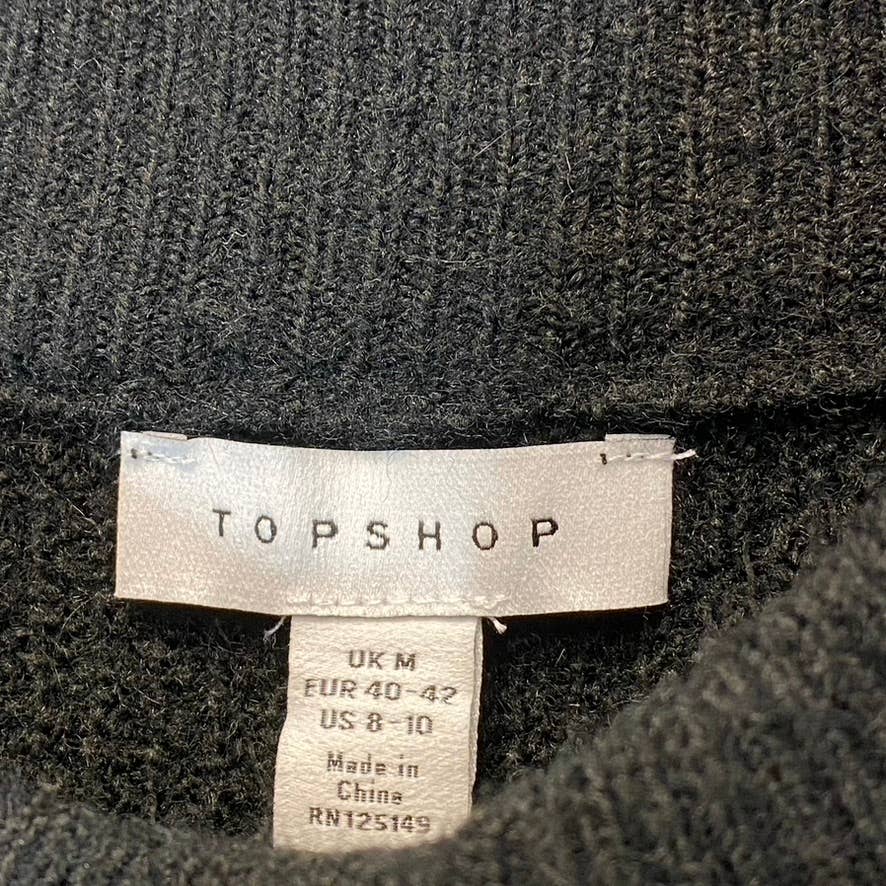 TOPSHOP
UK M
EUR 40-42
US 8-10
Made in
China
RN125149